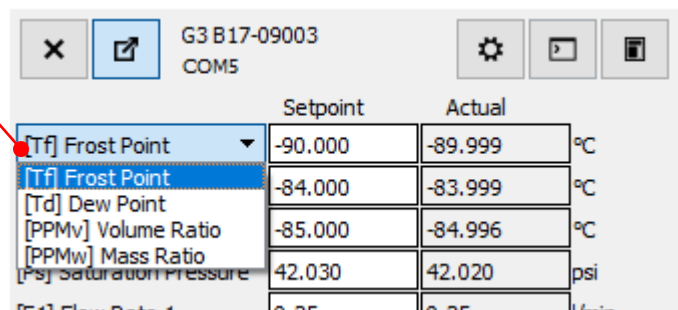 G3 B17-09003
COM5
Setpoint Actual
[Tf] Frost Point -90.000 -89.999 °C
[Tf] Frost Point
-84.000 -83.999 °C
[Td] Dew Point
[PPMv] Volume Ratio
-85.000 -84.996 °C
[PPMw] Mass Ratio
[Ps] Saturation Pressure 42.030 42.020 psi